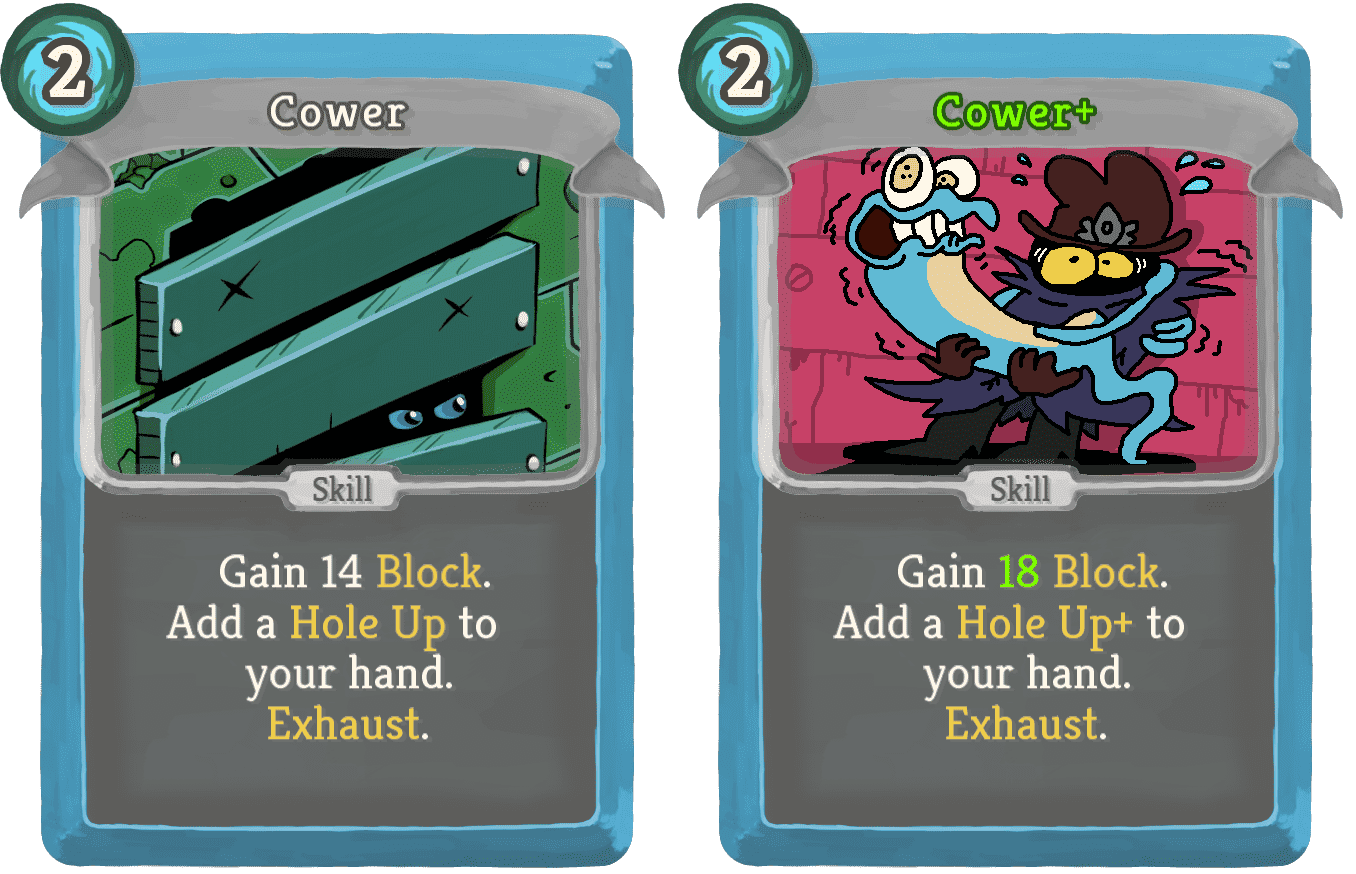 2
Cower
Skill
Gain 14 Block.
Add a Hole Up to
your hand.
Exhaust.
2
Cower+
Skill
Gain 18 Block.
Add a Hole Up+ to
your hand.
Exhaust.